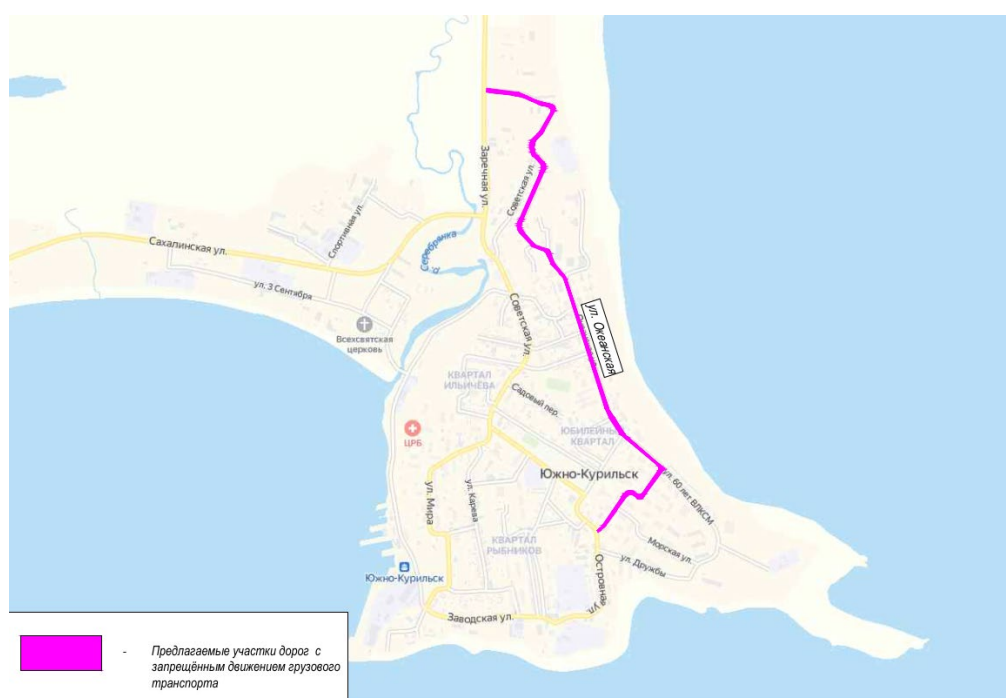 Заречная ул.
Советская ул.
Спортивная ул.
Сахалинская ул.
Серебрянка
ул. 3 Сентября
Всехсвятская
церковь
Советская ул.
ул. Океанская
КВАРТАЛ
ИЛЬИЧЁВА
Садовый пер.
ЦРБ
ЮБИЛЕЙНЫЙ
КВАРТАЛ
Южно-Курильск
ул. Мира
ул. Карева
ул. 60 лет ВЛКСМ
КВАРТАЛ
РЫБНИКОВ
Морская ул.
ул. Дружбы
Южно-Курильск
Островная ул.
Заводская ул.
- Предлагаемые участки дорог с
запрещённым движением грузового
транспорта